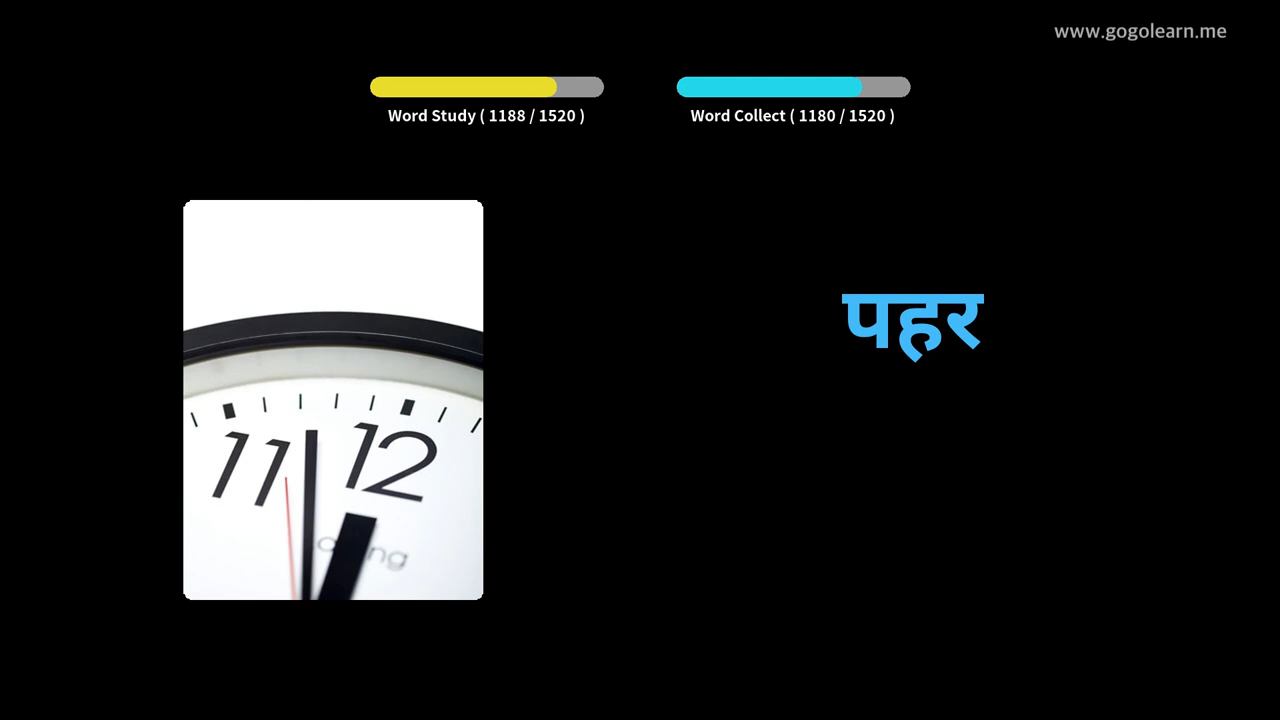 www.gogolearn.me
Word Study ( 1188 / 1520 )
Word Collect ( 1180 / 1520 )
पहर
11
12